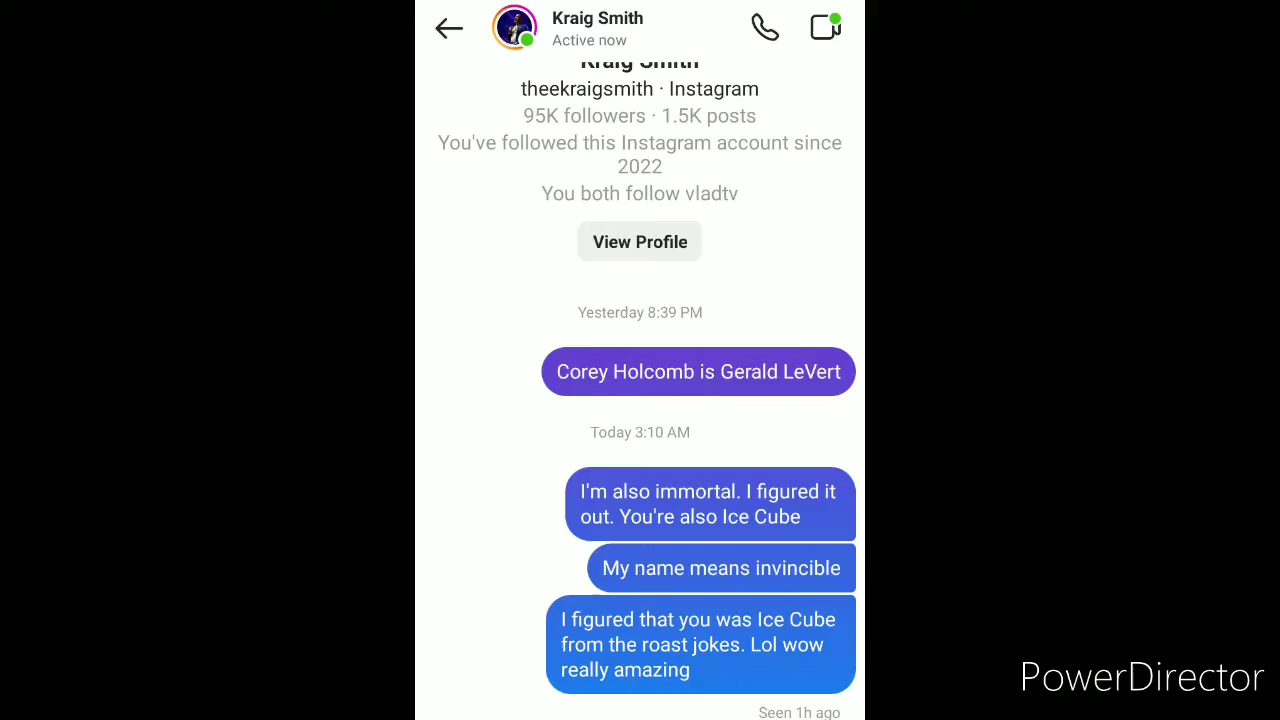 Kraig Smith
Active now
Kraig Smith
theekraigsmith · Instagram
95K followers · 1.5K posts
You've followed this Instagram account since
2022
You both follow vladtv
View Profile
Yesterday 8:39 PM
Corey Holcomb is Gerald LeVert
Today 3:10 AM
I'm also immortal. I figured it
out. You're also Ice Cube
My name means invincible
I figured that you was Ice Cube
from the roast jokes. Lol wow
really amazing
Seen 1h ago
PowerDirector